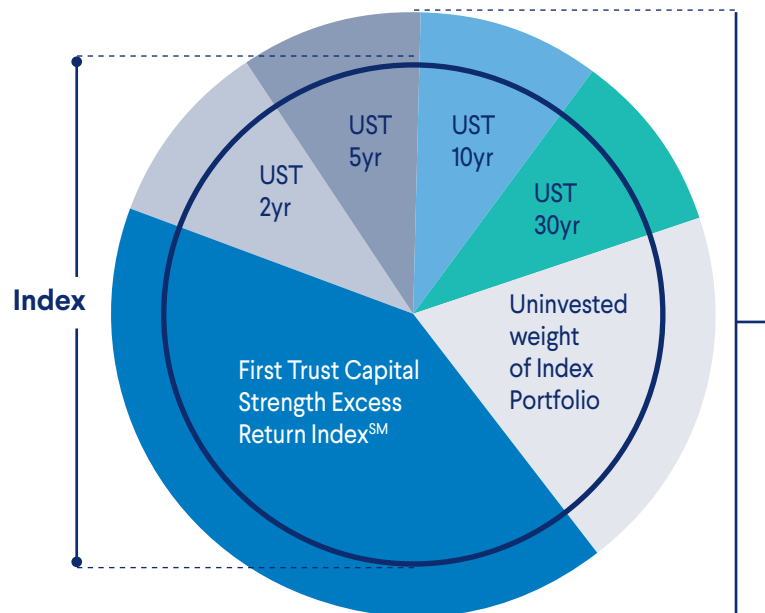 UST
5yr
UST
10yr
UST
2yr
UST
30yr
Index
Uninvested
weight
of Index
Portfolio
First Trust Capital
Strength Excess
Return Index℠